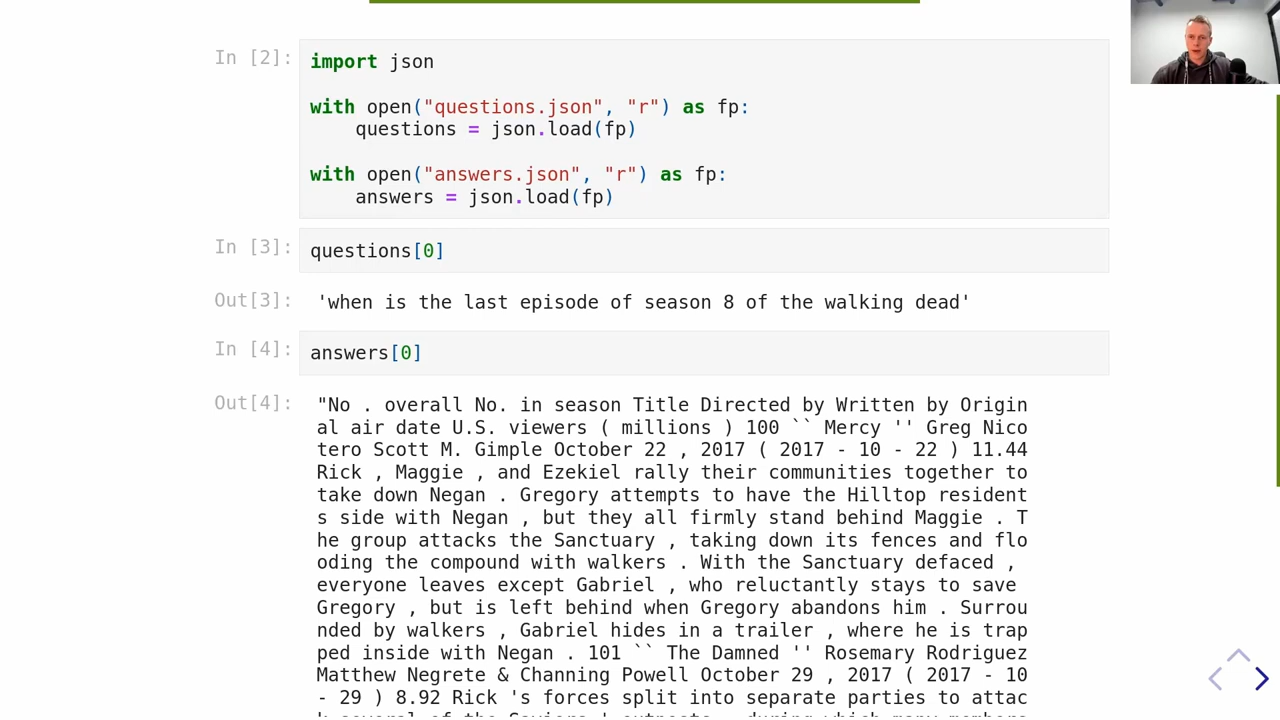 In [2]:
import json
with open("questions.json", "r") as fp:
    questions = json.load(fp)
with open("answers.json", "r") as fp:
    answers = json.load(fp)
In [3]:
questions[0]
Out[3]:
'when is the last episode of season 8 of the walking dead'
In [4]:
answers[0]
Out[4]:
"No . overall No. in season Title Directed by Written by Origin
al air date U.S. viewers ( millions ) 100 `` Mercy '' Greg Nico
tero Scott M. Gimple October 22 , 2017 ( 2017 - 10 - 22 ) 11.44
Rick , Maggie , and Ezekiel rally their communities together to
take down Negan . Gregory attempts to have the Hilltop resident
s side with Negan , but they all firmly stand behind Maggie . T
he group attacks the Sanctuary , taking down its fences and flo
oding the compound with walkers . With the Sanctuary defaced ,
everyone leaves except Gabriel , who reluctantly stays to save
Gregory , but is left behind when Gregory abandons him . Surrou
nded by walkers , Gabriel hides in a trailer , where he is trap
ped inside with Negan . 101 `` The Damned '' Rosemary Rodriguez
Matthew Negrete & Channing Powell October 29 , 2017 ( 2017 - 10
- 29 ) 8.92 Rick 's forces split into separate parties to attac
k several of the Saviors ' outposts , during which many members